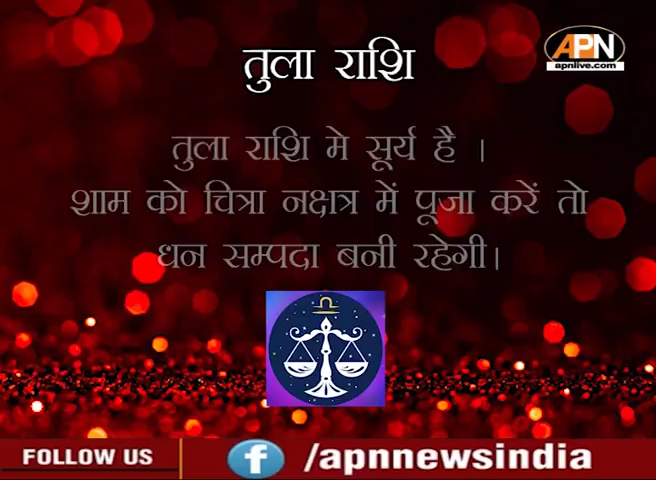 तुला राशि
APN
apnlive.com
तुला राशि मे सूर्य है ।
शाम को चित्रा नक्षत्र में पूजा करें तो
धन सम्पदा बनी रहेगी।
FOLLOW US f /apnnewsindia